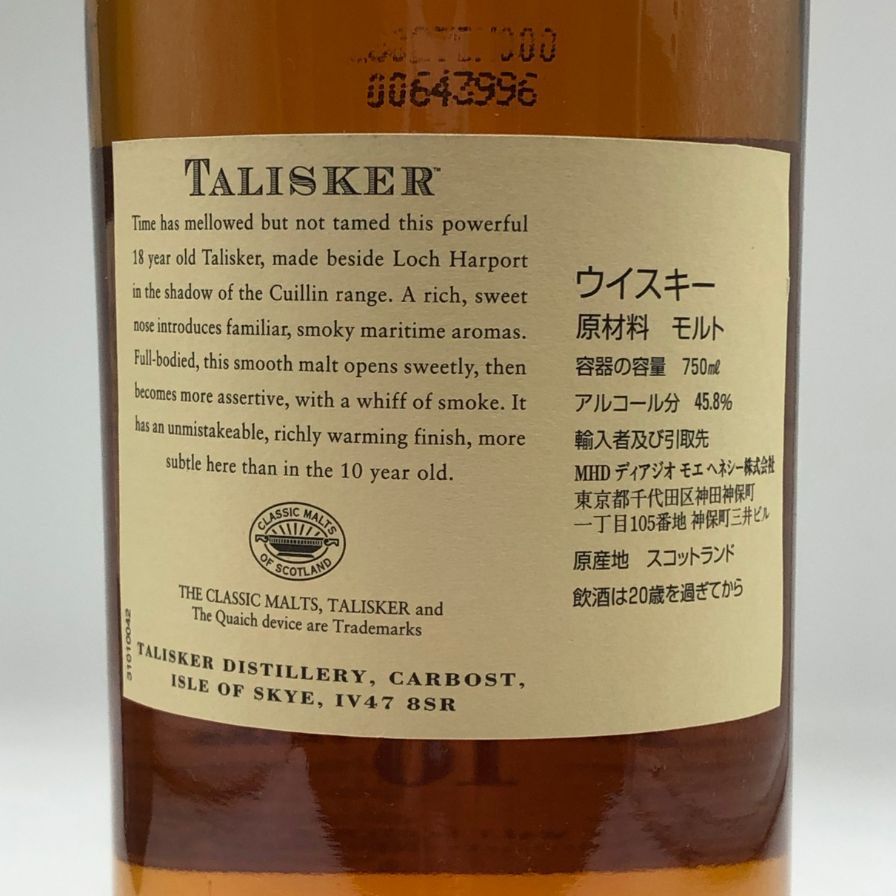 00643996
TALISKER™
Time has mellowed but not tamed this powerful
18 year old Talisker, made beside Loch Harport
in the shadow of the Cuillin range. A rich, sweet
nose introduces familiar, smoky maritime aromas.
Full-bodied, this smooth malt opens sweetly, then
becomes more assertive, with a whiff of smoke. It
has an unmistakeable, richly warming finish, more
subtle here than in the 10 year old.
CLASSIC MALTS
OF SCOTLAND
THE CLASSIC MALTS, TALISKER and
The Quaich device are Trademarks
TALISKER DISTILLERY, CARBOST,
ISLE OF SKYE, IV47 8SR
31010042
ウイスキー
原材料 モルト
容器の容量 750㎖
アルコール分 45.8%
輸入者及び引取先
MHD ディアジオ モエ ヘネシー株式会社
東京都千代田区神田神保町
一丁目105番地 神保町三井ビル
原産地 スコットランド
飲酒は20歳を過ぎてから